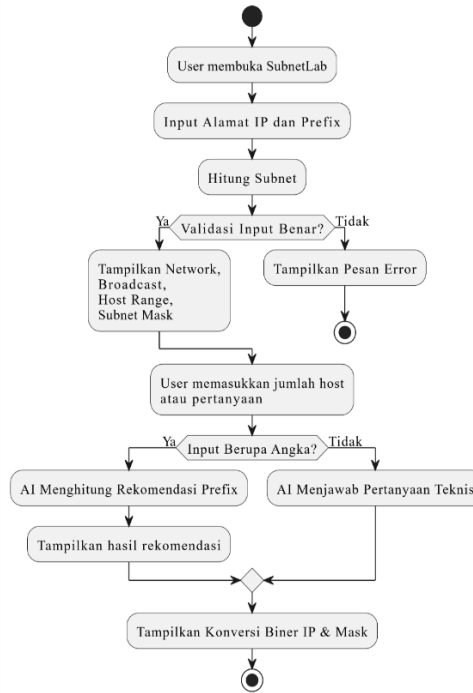 User membuka SubnetLab
Input Alamat IP dan Prefix
Hitung Subnet
Ya
Validasi Input Benar?
Tidak
Tampilkan Network,
Broadcast,
Host Range,
Subnet Mask
Tampilkan Pesan Error
User memasukkan jumlah host
atau pertanyaan
Ya
Input Berupa Angka?
Tidak
AI Menghitung Rekomendasi Prefix
AI Menjawab Pertanyaan Teknis
Tampilkan hasil rekomendasi
Tampilkan Konversi Biner IP & Mask